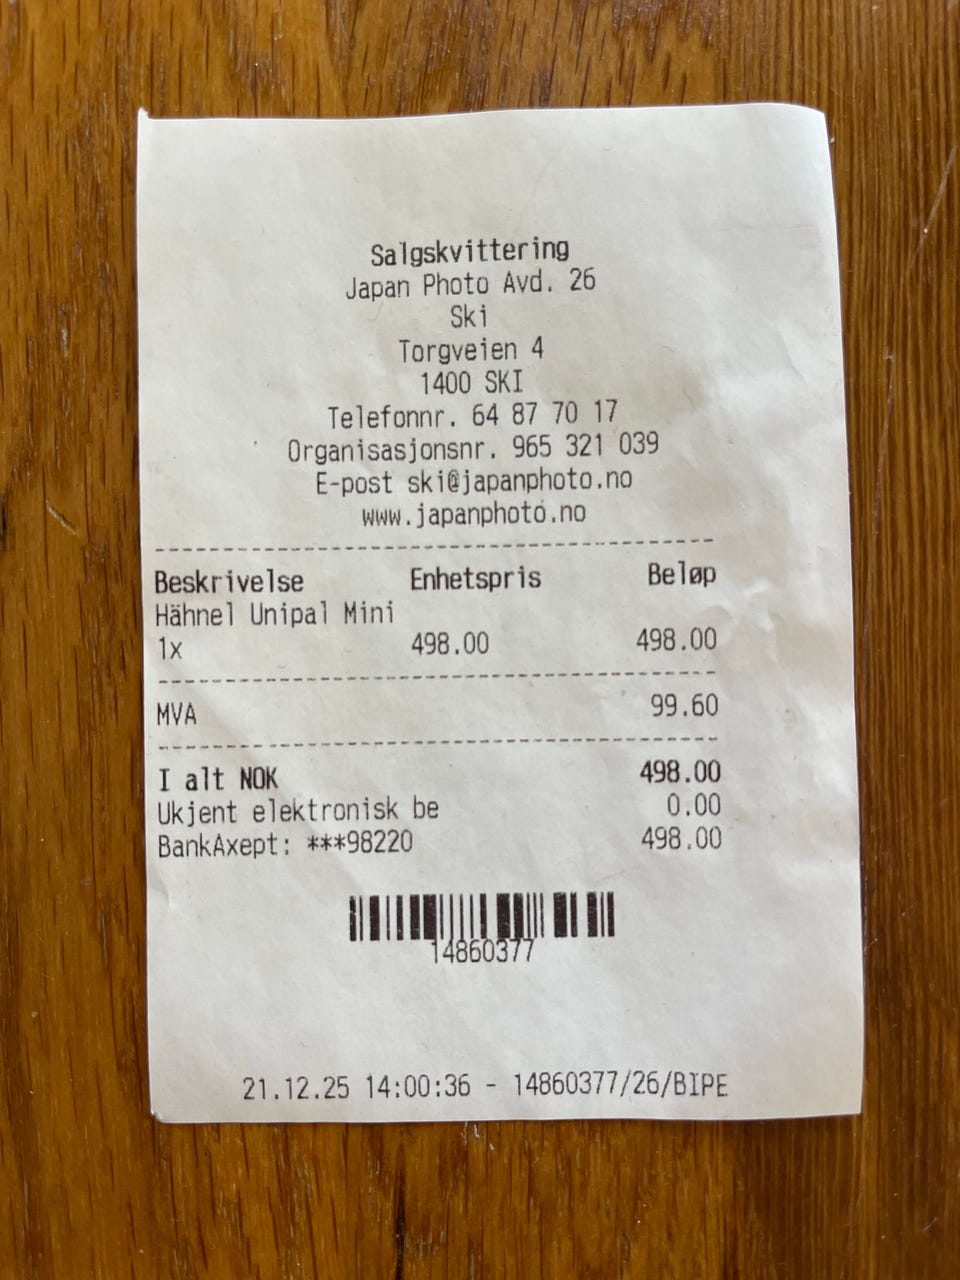 Salgskvittering
Japan Photo Avd. 26
Ski
Torgveien 4
1400 SKI
Telefonnr. 64 87 70 17
Organisasjonsnr. 965 321 039
E-post ski@japanphoto.no
www.japanphoto.no
Beskrivelse Enhetspris Beløp
Hähnel Unipal Mini
1x 498.00 498.00
MVA 99.60
I alt NOK 498.00
Ukjent elektronisk be 0.00
BankAxept: ***98220 498.00
14860377
21.12.25 14:00:36 - 14860377/26/BIPE